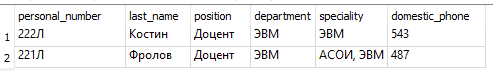 personal_number last_name position department speciality domestic_phone
1 222Л Костин Доцент ЭВМ ЭВМ 543
2 221Л Фролов Доцент ЭВМ АСОИ, ЭВМ 487